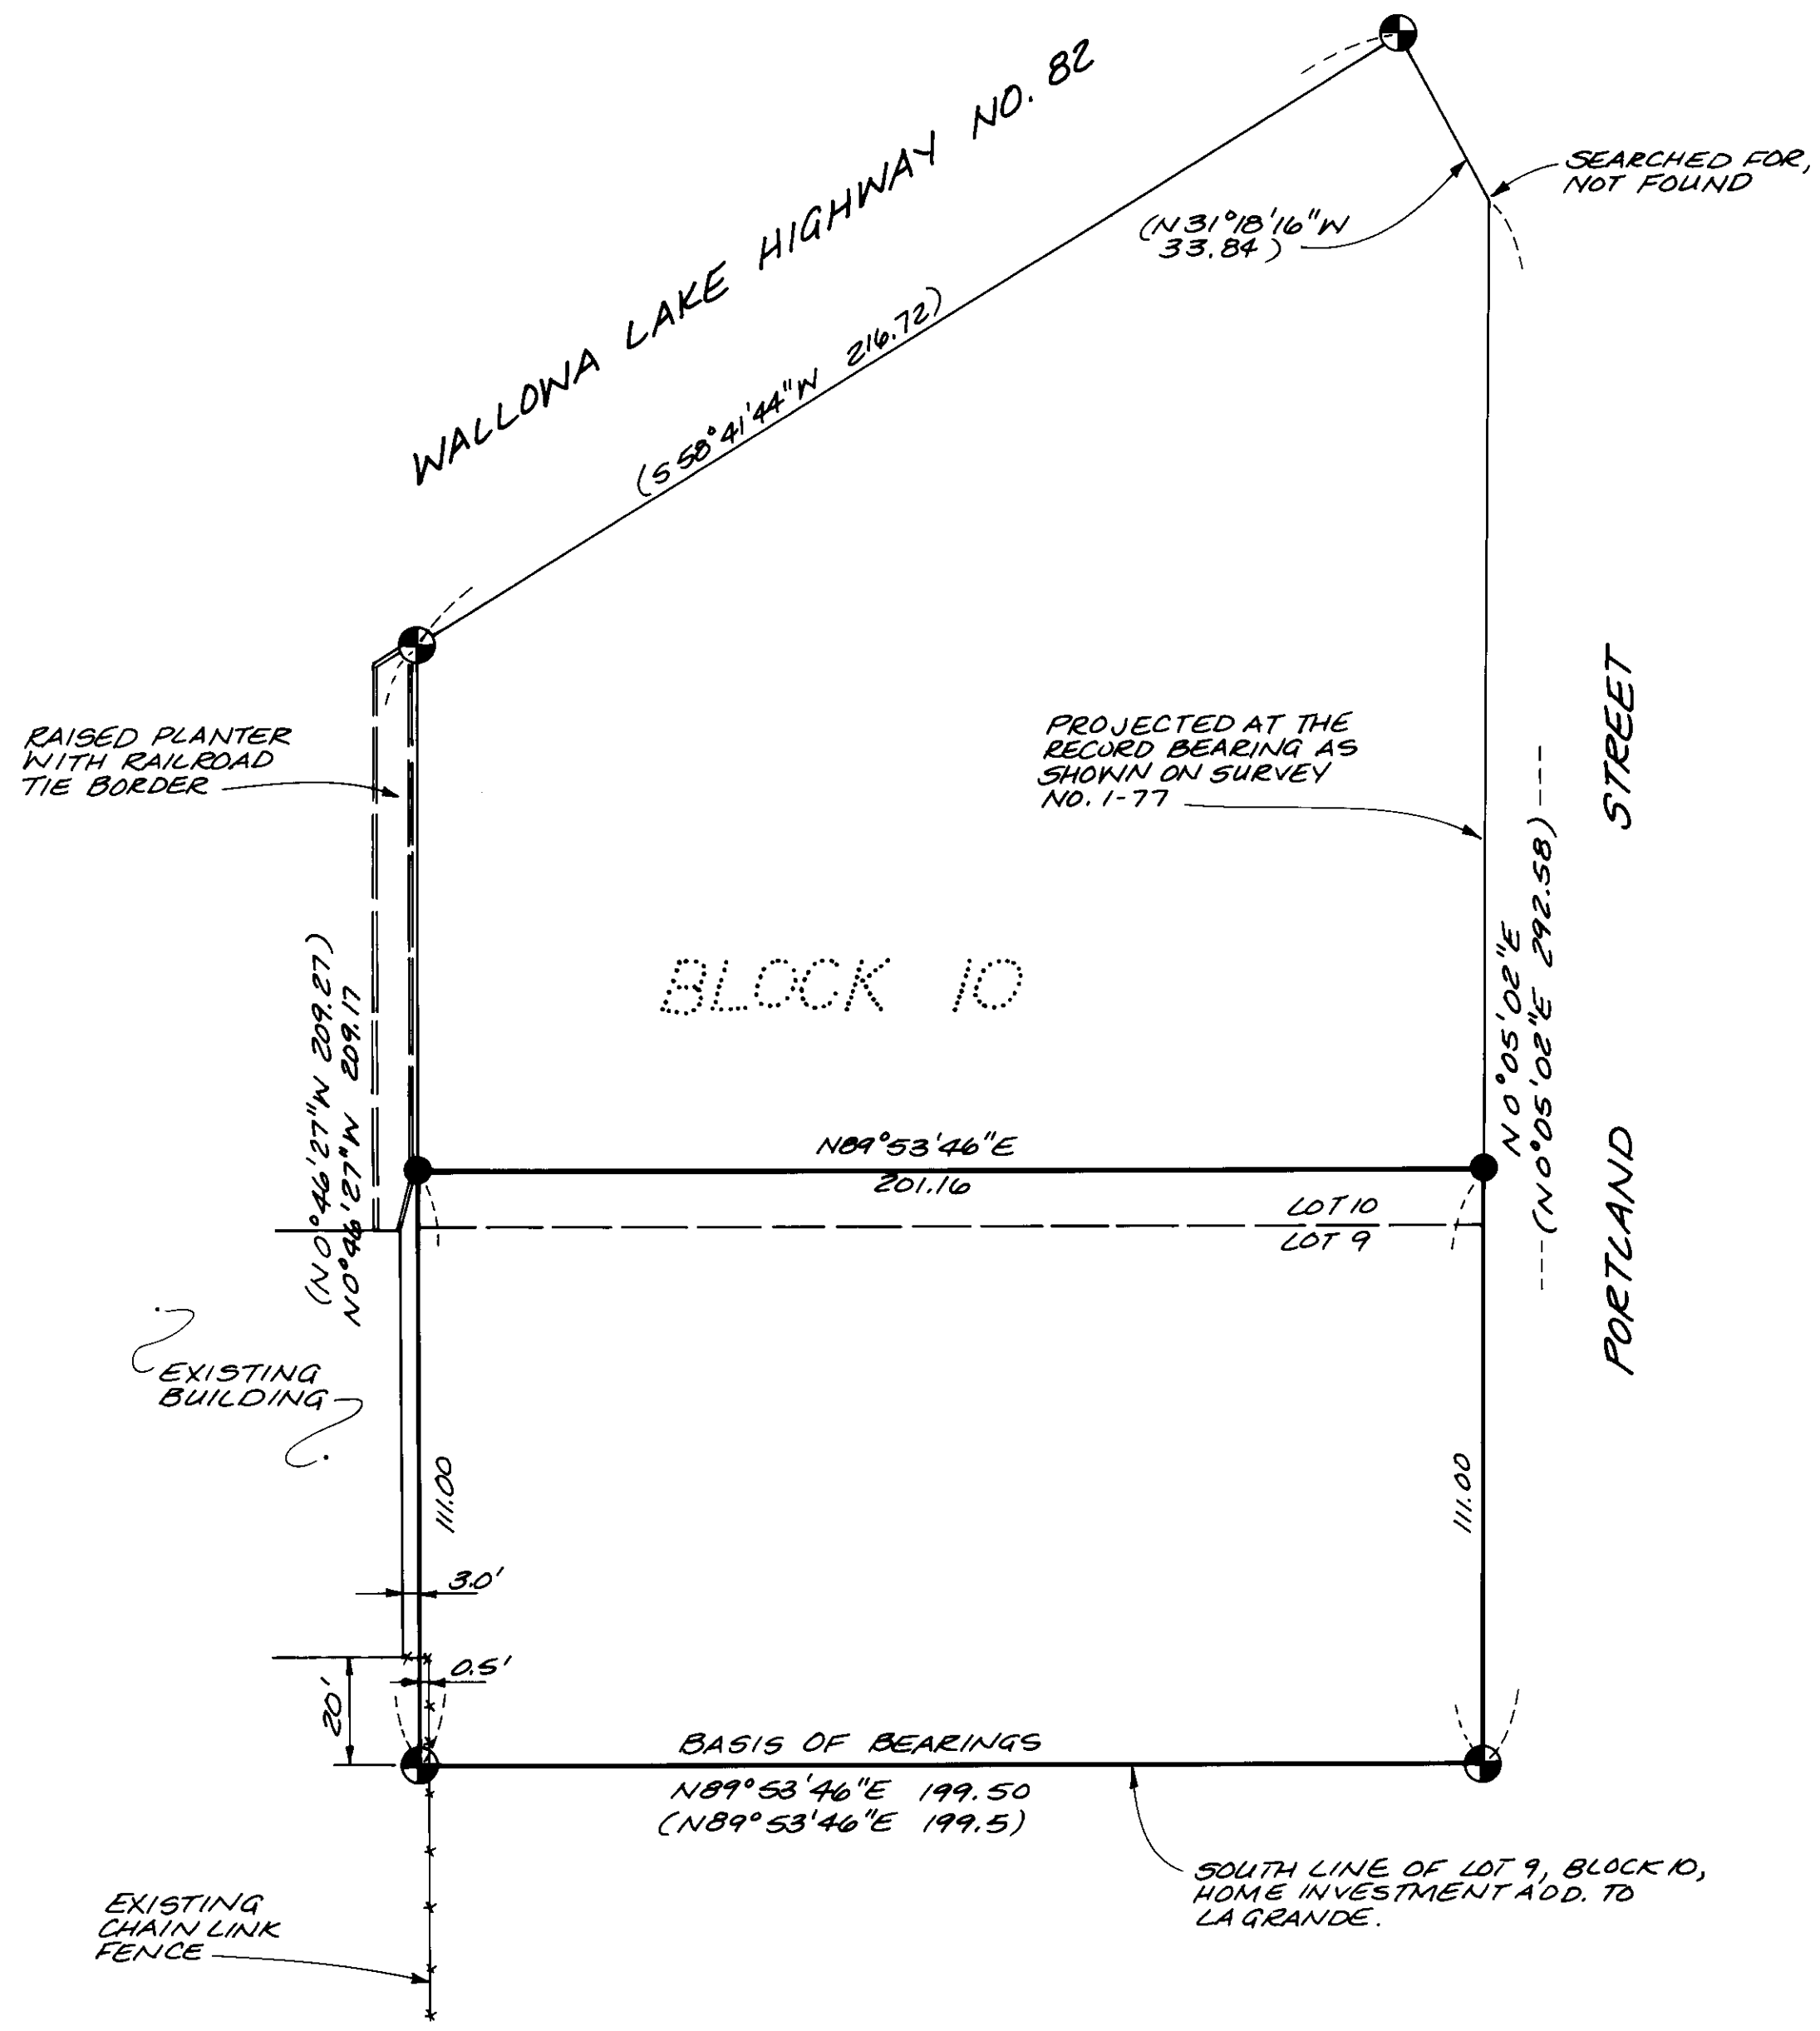 WALLOWA LAKE HIGHWAY NO. 82
SEARCHED FOR,
NOT FOUND
(N31°18'16"W
33.84)
(S58°41'44"W 216.72)
RAISED PLANTER
WITH RAILROAD
TIE BORDER
PROJECTED AT THE
RECORD BEARING AS
SHOWN ON SURVEY
NO. 1-77
PORTLAND STREET
N0°05'02"E
(N0°05'02"E 292.58)
BLOCK 10
(N0°46'27"W 209.27)
N0°46'27"W 209.17
N89°53'46"E
201.16
LOT 10
LOT 9
EXISTING
BUILDING
111.00
111.00
3.0'
0.5'
20'
BASIS OF BEARINGS
N89°53'46"E 199.50
(N89°53'46"E 199.5)
SOUTH LINE OF LOT 9, BLOCK 10,
HOME INVESTMENT ADD. TO
LA GRANDE.
EXISTING
CHAIN LINK
FENCE